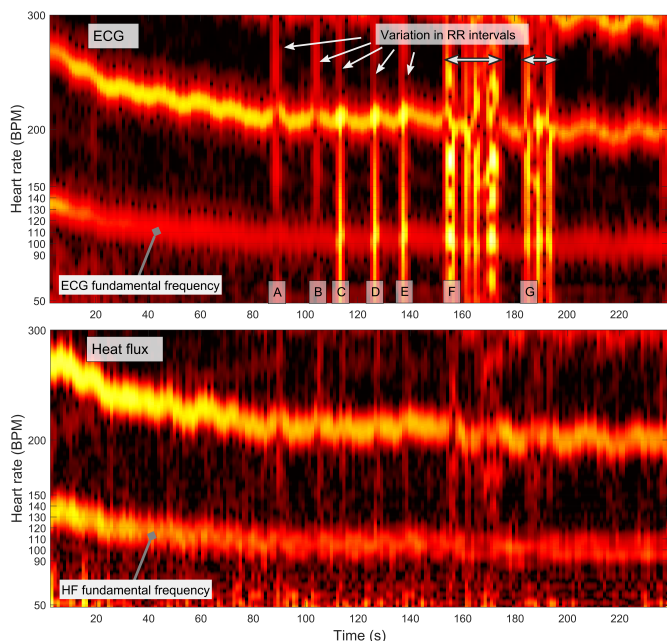 ECG
Variation in RR intervals
Heart rate (BPM)
300
200
150
140
130
120
110
100
90
50
ECG fundamental frequency
A B C D E F G
20 40 60 80 100 120 140 160 180 200 220
Heat flux
Heart rate (BPM)
300
200
150
140
130
120
110
100
90
50
HF fundamental frequency
20 40 60 80 100 120 140 160 180 200 220
Time (s)